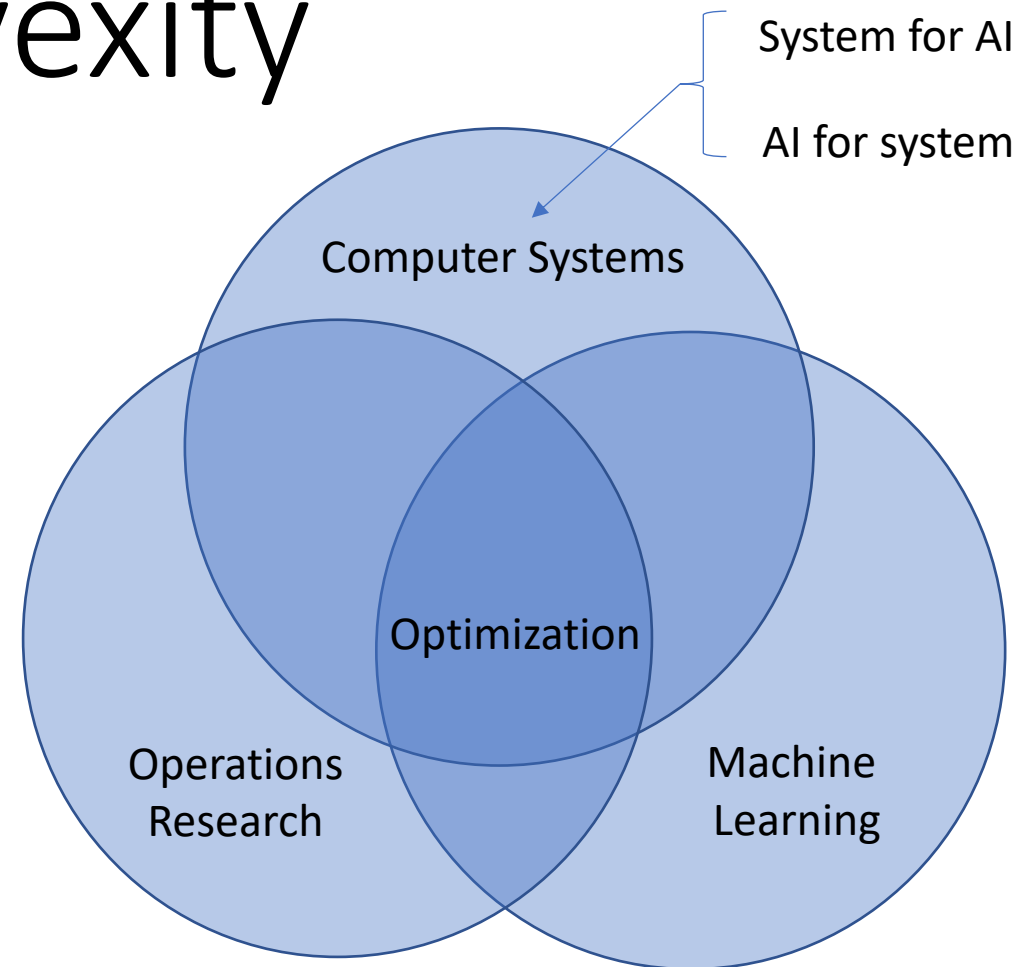 vexity
System for AI
AI for system
Computer Systems
Optimization
Operations
Research
Machine
Learning